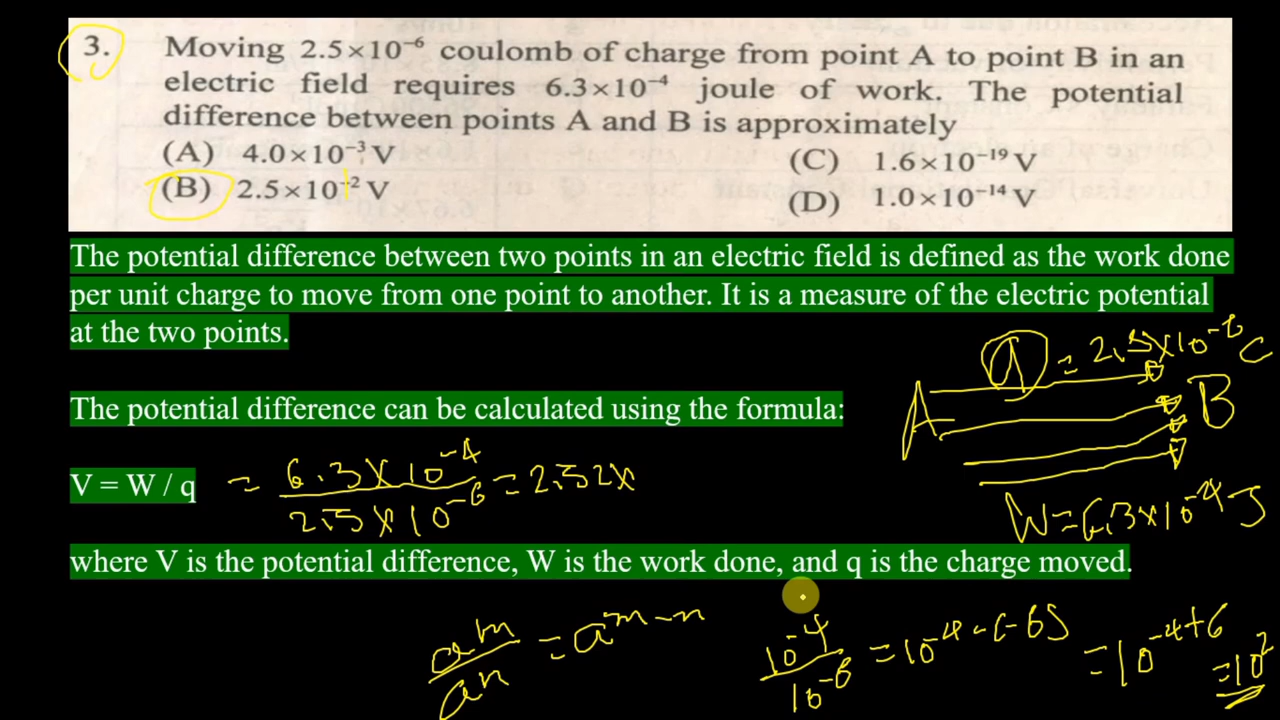 3. Moving 2.5×10⁻⁶ coulomb of charge from point A to point B in an
electric field requires 6.3×10⁻⁴ joule of work. The potential
difference between points A and B is approximately
(A) 4.0×10⁻³ V
(C) 1.6×10⁻¹⁹ V
(B) 2.5×10⁻² V
(D) 1.0×10⁻¹⁴ V
The potential difference between two points in an electric field is defined as the work done
per unit charge to move from one point to another. It is a measure of the electric potential
at the two points.
= 2.5×10⁻⁶ C
A B
The potential difference can be calculated using the formula:
V = W / q = 6.3×10⁻⁴ / 2.5×10⁻⁶ = 2.52×
W = 6.3×10⁻⁴ J
where V is the potential difference, W is the work done, and q is the charge moved.
aᵐ / aⁿ = aᵐ⁻ⁿ
10⁻⁴ / 10⁻⁶ = 10⁻⁴⁻⁽⁻⁶⁾ = 10⁻⁴⁺⁶
= 10²